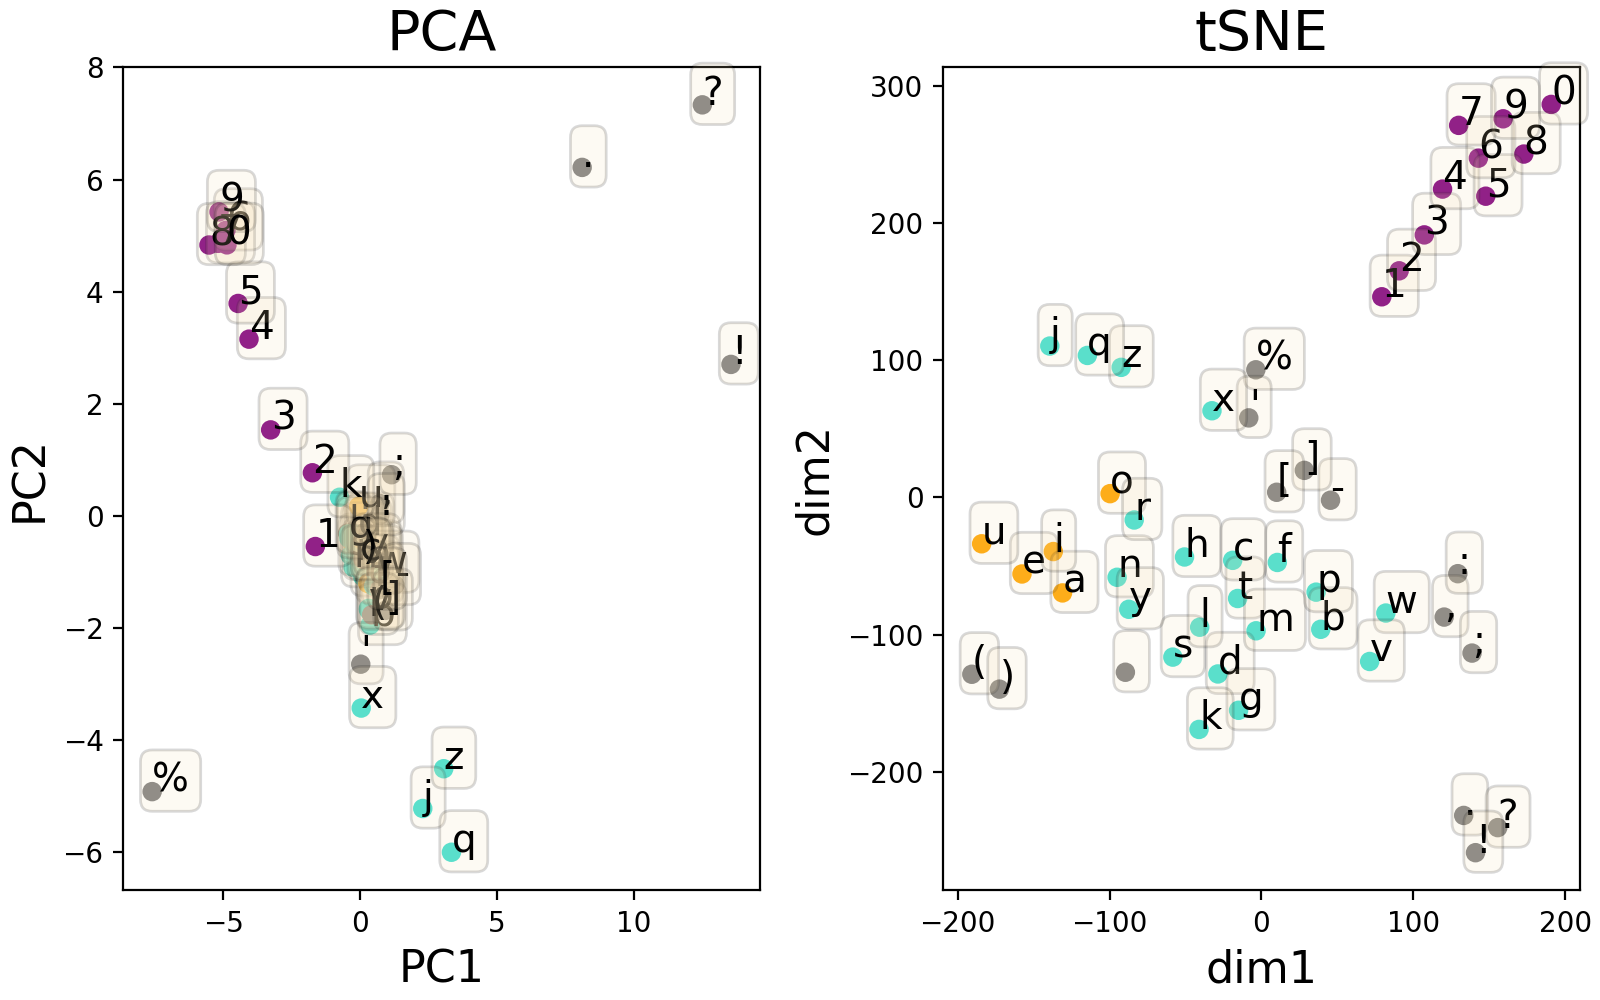 PCA
8
6
4
2
0
−2
−4
−6
PC2
?
.
9
6
8
0
5
4
3
2
k
u
;
1
g
)
[
]
'
x
%
z
j
q
−5
0
5
10
PC1
!
tSNE
300
200
100
0
−100
−200
dim2
0
9
7
8
6
5
4
3
2
1
j
q
z
%
x
'
]
[
-
o
r
u
i
e
a
n
y
h
c
f
t
p
l
m
b
w
:
,
;
s
d
v
(
)
g
k
.
?
!
−200
−100
0
100
200
dim1